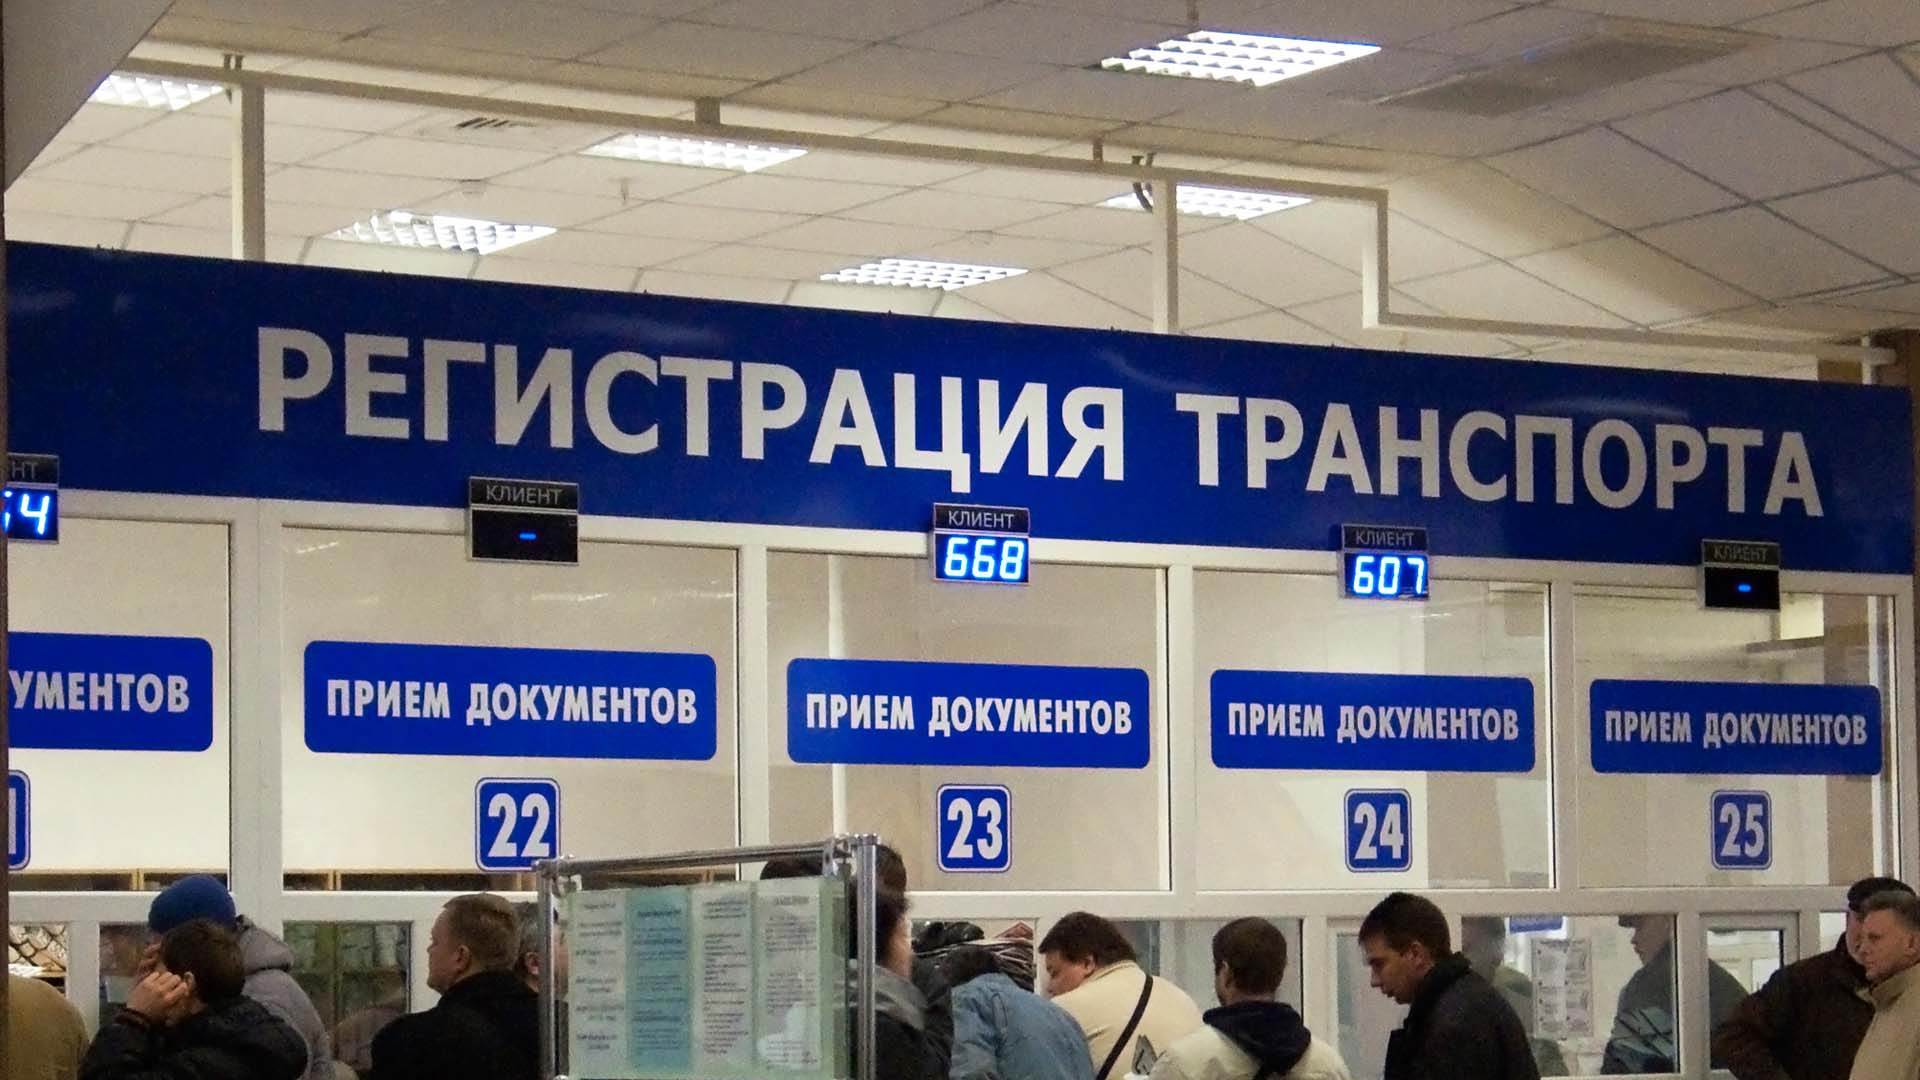 РЕГИСТРАЦИЯ ТРАНСПОРТА
КЛИЕНТ
-
КЛИЕНТ
668
КЛИЕНТ
607
КЛИЕНТ
-
ПРИЕМ ДОКУМЕНТОВ
22
ПРИЕМ ДОКУМЕНТОВ
23
ПРИЕМ ДОКУМЕНТОВ
24
ПРИЕМ ДОКУМЕНТОВ
25